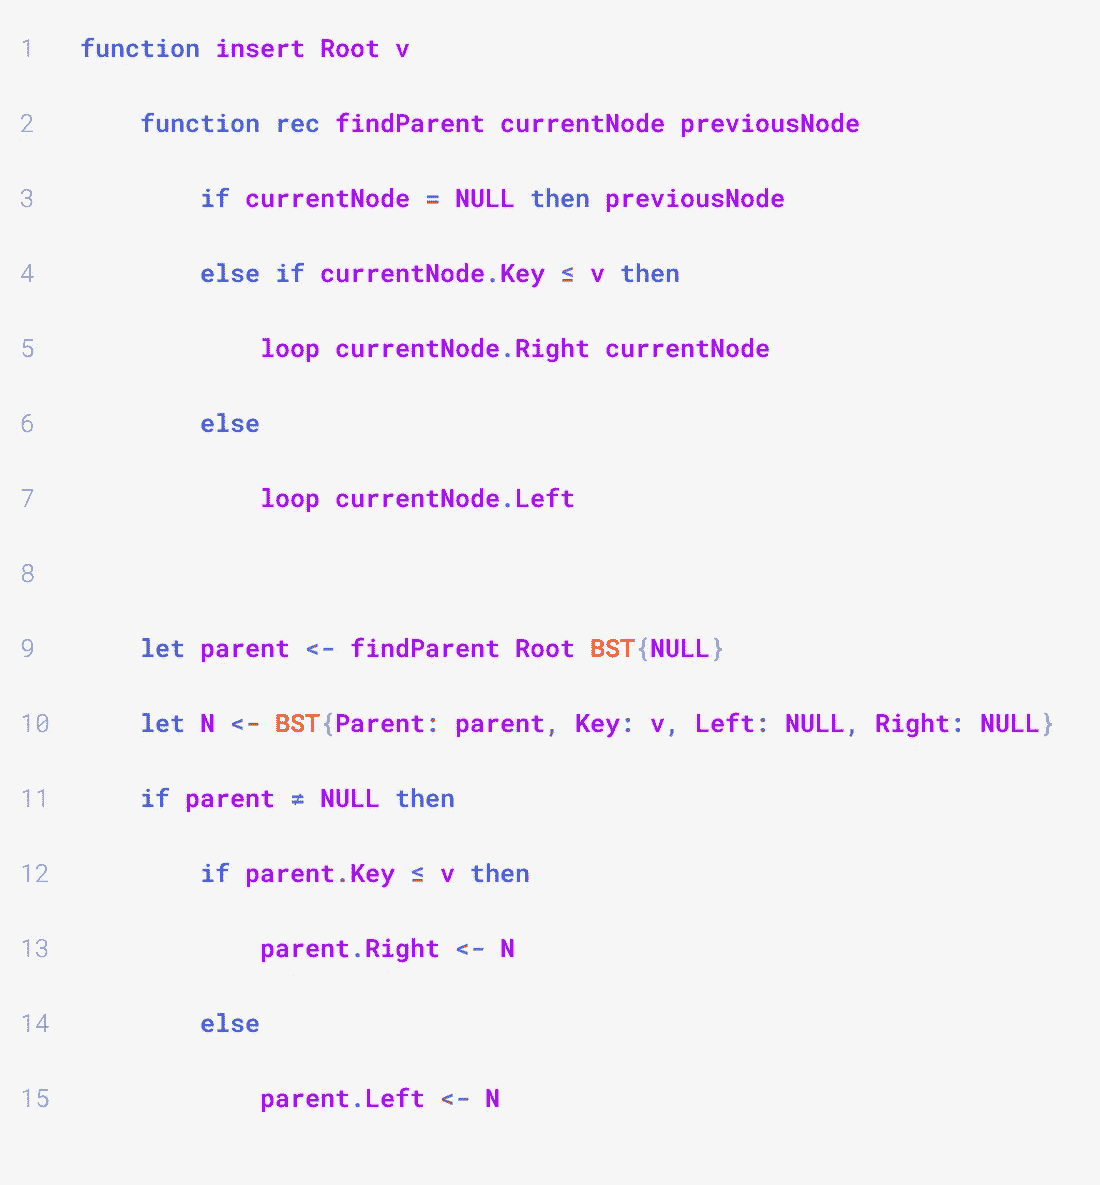 1 function insert Root v
2 function rec findParent currentNode previousNode
3 if currentNode = NULL then previousNode
4 else if currentNode.Key ≤ v then
5 loop currentNode.Right currentNode
6 else
7 loop currentNode.Left
8
9 let parent <- findParent Root BST{NULL}
10 let N <- BST{Parent: parent, Key: v, Left: NULL, Right: NULL}
11 if parent ≠ NULL then
12 if parent.Key ≤ v then
13 parent.Right <- N
14 else
15 parent.Left <- N